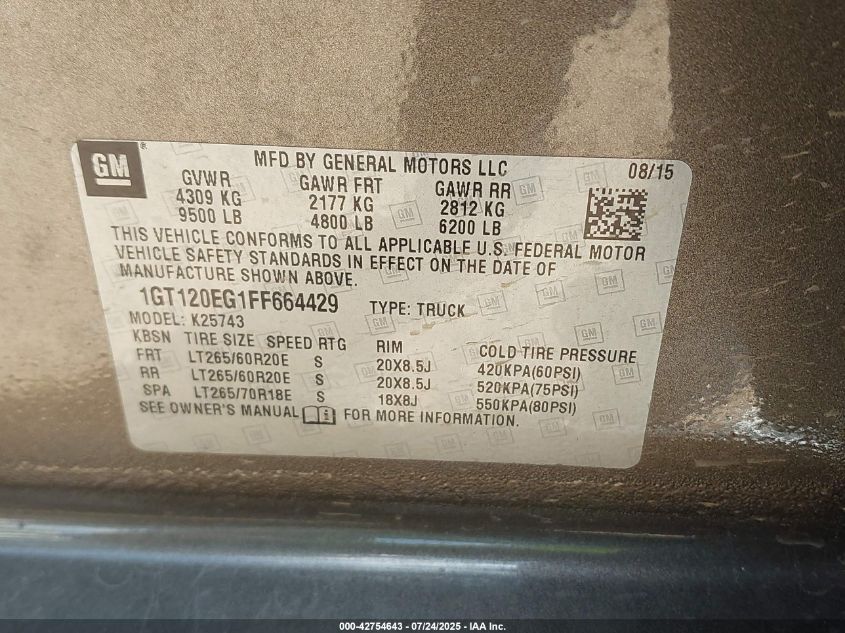 GM
MFD BY GENERAL MOTORS LLC 08/15
GVWR GAWR FRT GAWR RR
4309 KG 2177 KG 2812 KG
9500 LB 4800 LB 6200 LB
THIS VEHICLE CONFORMS TO ALL APPLICABLE U.S. FEDERAL MOTOR
VEHICLE SAFETY STANDARDS IN EFFECT ON THE DATE OF
MANUFACTURE SHOWN ABOVE.
1GT120EG1FF664429 TYPE: TRUCK
MODEL: K25743
KBSN TIRE SIZE SPEED RTG RIM COLD TIRE PRESSURE
FRT LT265/60R20E S 20X8.5J 420KPA(60PSI)
RR LT265/60R20E S 20X8.5J 520KPA(75PSI)
SPA LT265/70R18E S 18X8J 550KPA(80PSI)
SEE OWNER'S MANUAL FOR MORE INFORMATION.
000-42754643 - 07/24/2025 - IAA Inc.